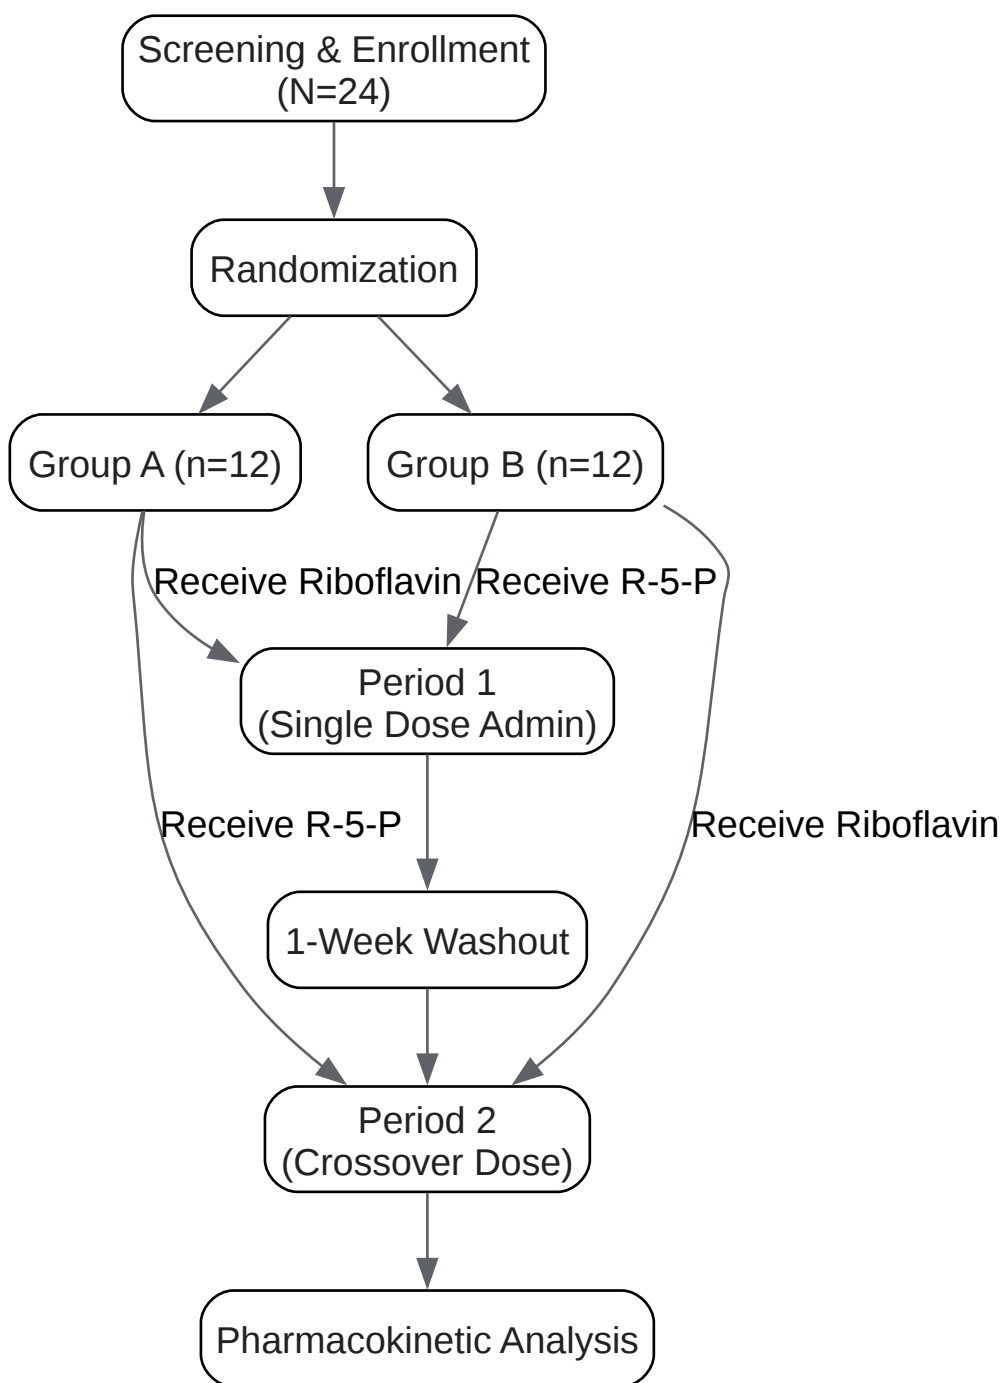 Screening & Enrollment
(N=24)
Randomization
Group A (n=12)
Group B (n=12)
Receive Riboflavin
Receive R-5-P
Period 1
(Single Dose Admin)
Receive R-5-P
Receive Riboflavin
1-Week Washout
Period 2
(Crossover Dose)
Pharmacokinetic Analysis